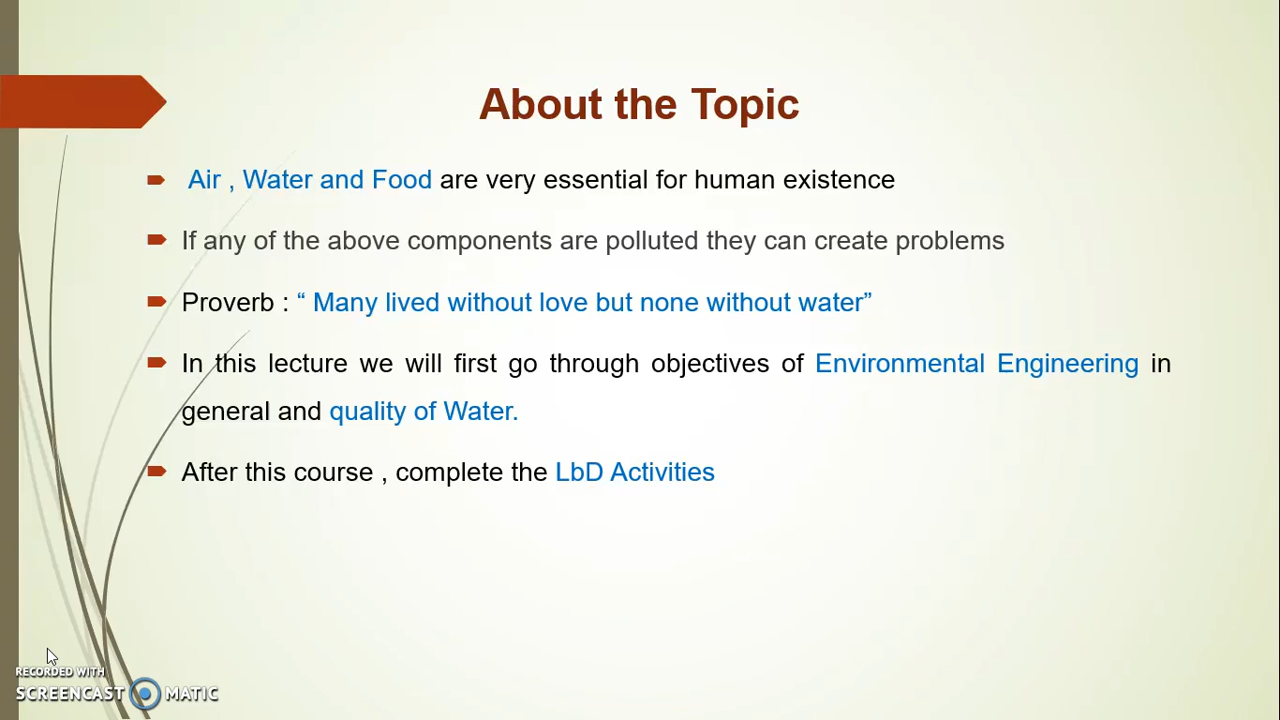 About the Topic
Air , Water and Food are very essential for human existence
If any of the above components are polluted they can create problems
Proverb : “ Many lived without love but none without water”
In this lecture we will first go through objectives of Environmental Engineering in
general and quality of Water.
After this course , complete the LbD Activities
RECORDED WITH
SCREENCAST MATIC